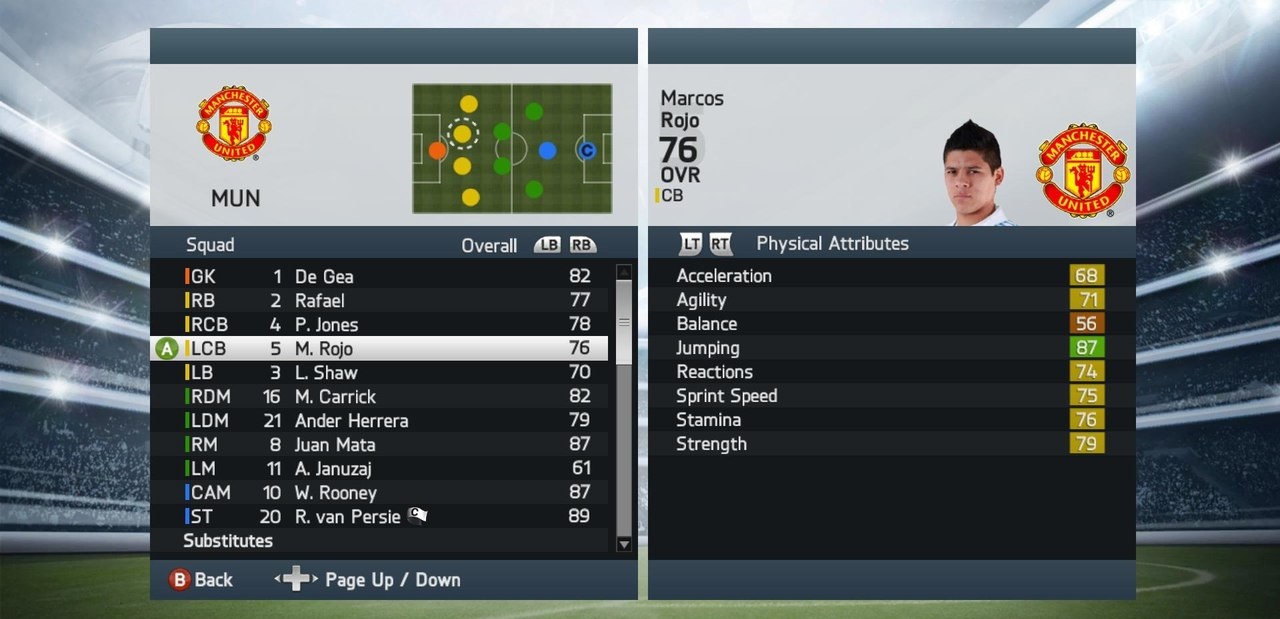 MANCHESTER
UNITED
MUN
C
Squad Overall LB RB
GK 1 De Gea 82
RB 2 Rafael 77
RCB 4 P. Jones 78
A LCB 5 M. Rojo 76
LB 3 L. Shaw 70
RDM 16 M. Carrick 82
LDM 21 Ander Herrera 79
RM 8 Juan Mata 87
LM 11 A. Januzaj 61
CAM 10 W. Rooney 87
ST 20 R. van Persie C 89
Substitutes
B Back Page Up / Down
Marcos
Rojo
76
OVR
CB
MANCHESTER
UNITED
LT RT Physical Attributes
Acceleration 68
Agility 71
Balance 56
Jumping 87
Reactions 74
Sprint Speed 75
Stamina 76
Strength 79